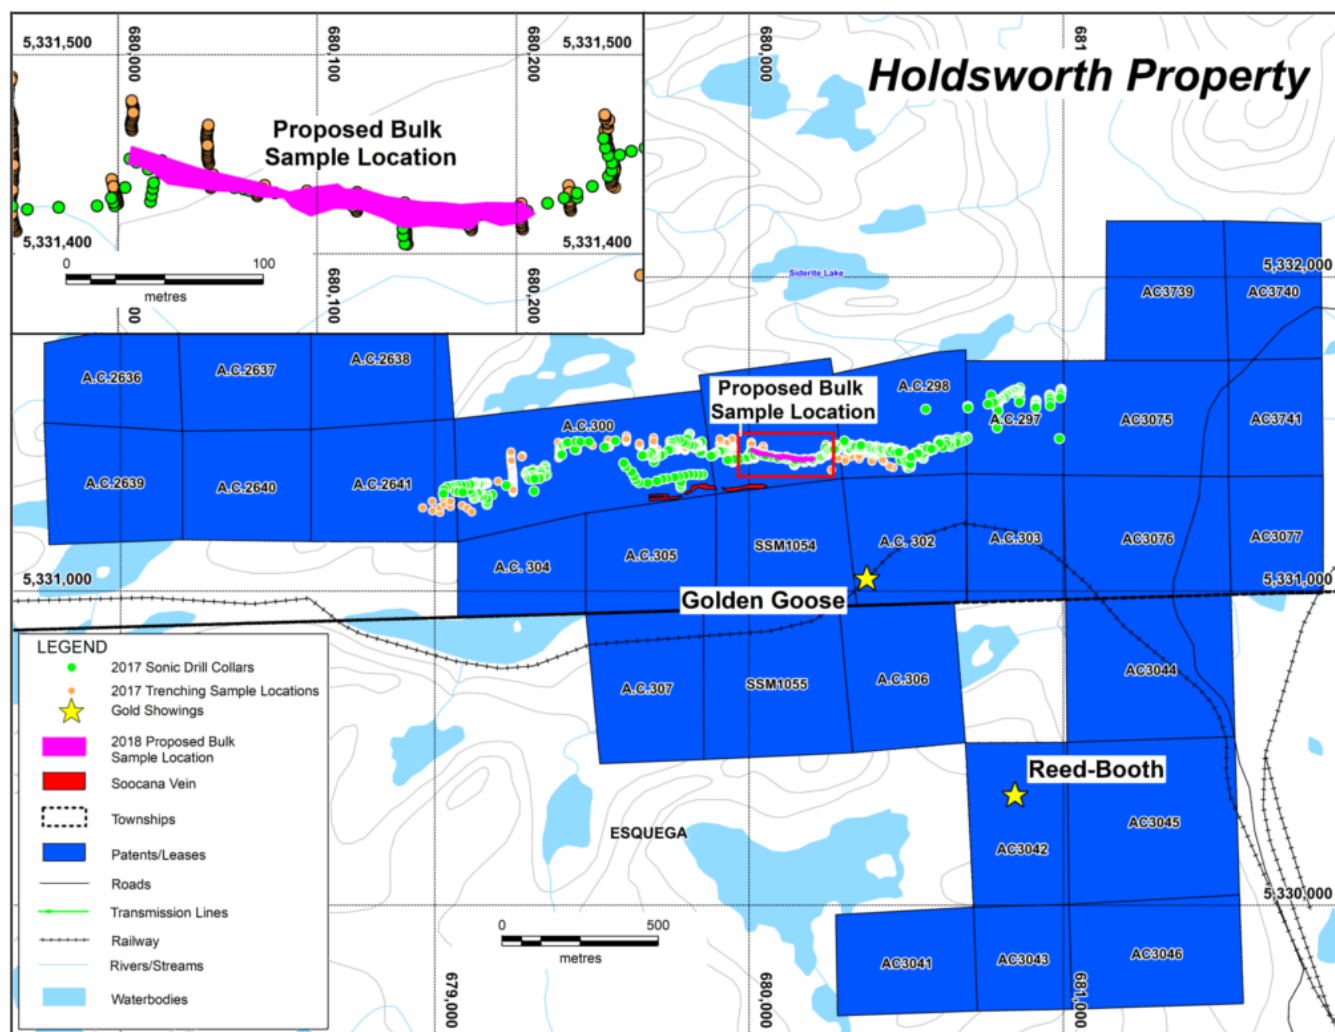 Holdsworth Property
5,331,500
680,000
680,100
680,200
5,331,500
Proposed Bulk
Sample Location
5,331,400
5,331,400
0
100
metres
00
680,100
680,200
680,000
681
Siderite Lake
5,332,000
AC3739
AC3740
A.C.2636
A.C.2637
A.C.2638
Proposed Bulk
Sample Location
A.C.298
A.C.297
AC3075
AC3741
A.C.300
A.C.2639
A.C.2640
A.C.2641
A.C. 304
A.C.305
SSM1054
A.C. 302
A.C.303
AC3076
AC3077
5,331,000
5,331,000
Golden Goose
A.C.307
SSM1055
A.C.306
AC3044
Reed-Booth
ESQUEGA
AC3042
AC3045
5,330,000
0
500
metres
AC3041
AC3043
AC3046
679,000
680,000
681,000
LEGEND
2017 Sonic Drill Collars
2017 Trenching Sample Locations
Gold Showings
2018 Proposed Bulk
Sample Location
Soocana Vein
Townships
Patents/Leases
Roads
Transmission Lines
Railway
Rivers/Streams
Waterbodies